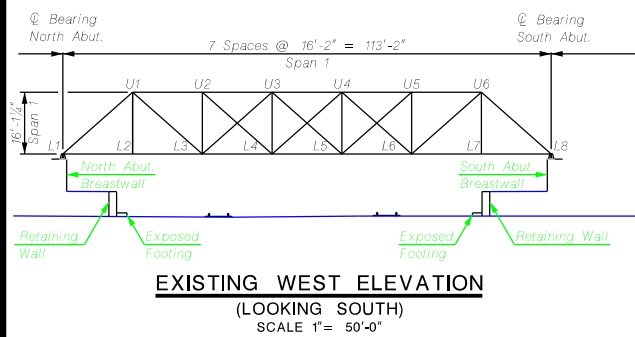 ℄ Bearing
North Abut.
℄ Bearing
South Abut.
7 Spaces @ 16'-2" = 113'-2"
Span 1
16'-1¼"
Span 1
U1 U2 U3 U4 U5 U6
L1 L2 L3 L4 L5 L6 L7 L8
North Abut.
Breastwall
South Abut.
Breastwall
Retaining
Wall
Exposed
Footing
Exposed
Footing
Retaining Wall
EXISTING WEST ELEVATION
(LOOKING SOUTH)
SCALE 1"= 50'-0"